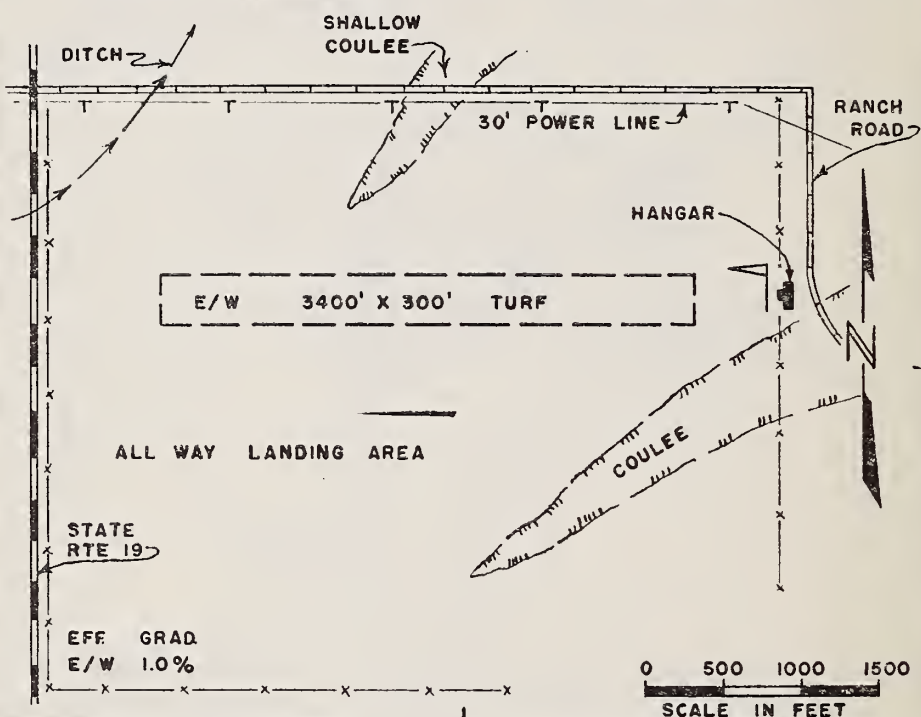 SHALLOW
COULEE
DITCH
T T T T T
30' POWER LINE
RANCH
ROAD
HANGAR
E/W 3400' X 300' TURF
N
ALL WAY LANDING AREA
COULEE
STATE
RTE 19
EFF. GRAD.
E/W 1.0%
0 500 1000 1500
SCALE IN FEET